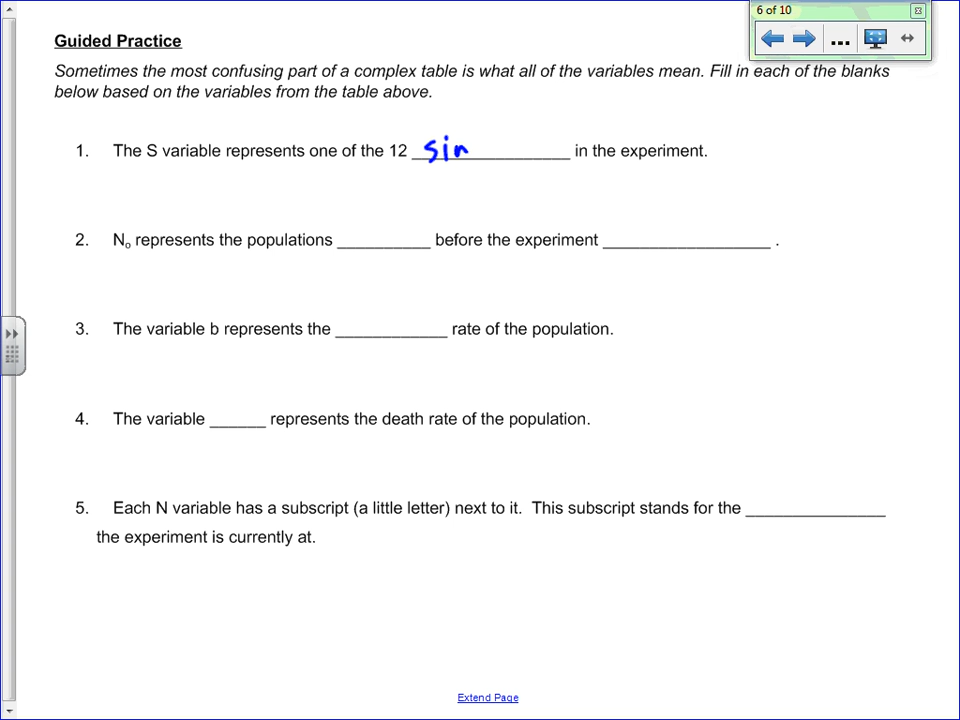 6 of 10
Guided Practice
Sometimes the most confusing part of a complex table is what all of the variables mean. Fill in each of the blanks
below based on the variables from the table above.
1. The S variable represents one of the 12 sin________________ in the experiment.
2. No represents the populations __________ before the experiment __________________ .
3. The variable b represents the ____________ rate of the population.
4. The variable ______ represents the death rate of the population.
5. Each N variable has a subscript (a little letter) next to it. This subscript stands for the _______________
the experiment is currently at.
Extend Page